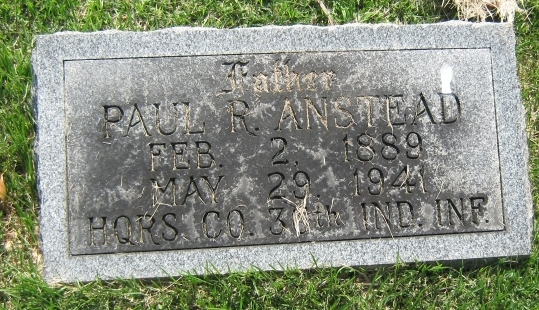 Father
PAUL R. ANSTEAD
FEB. 2, 1889
MAY 29, 1941
HQRS. CO. IND. INF.